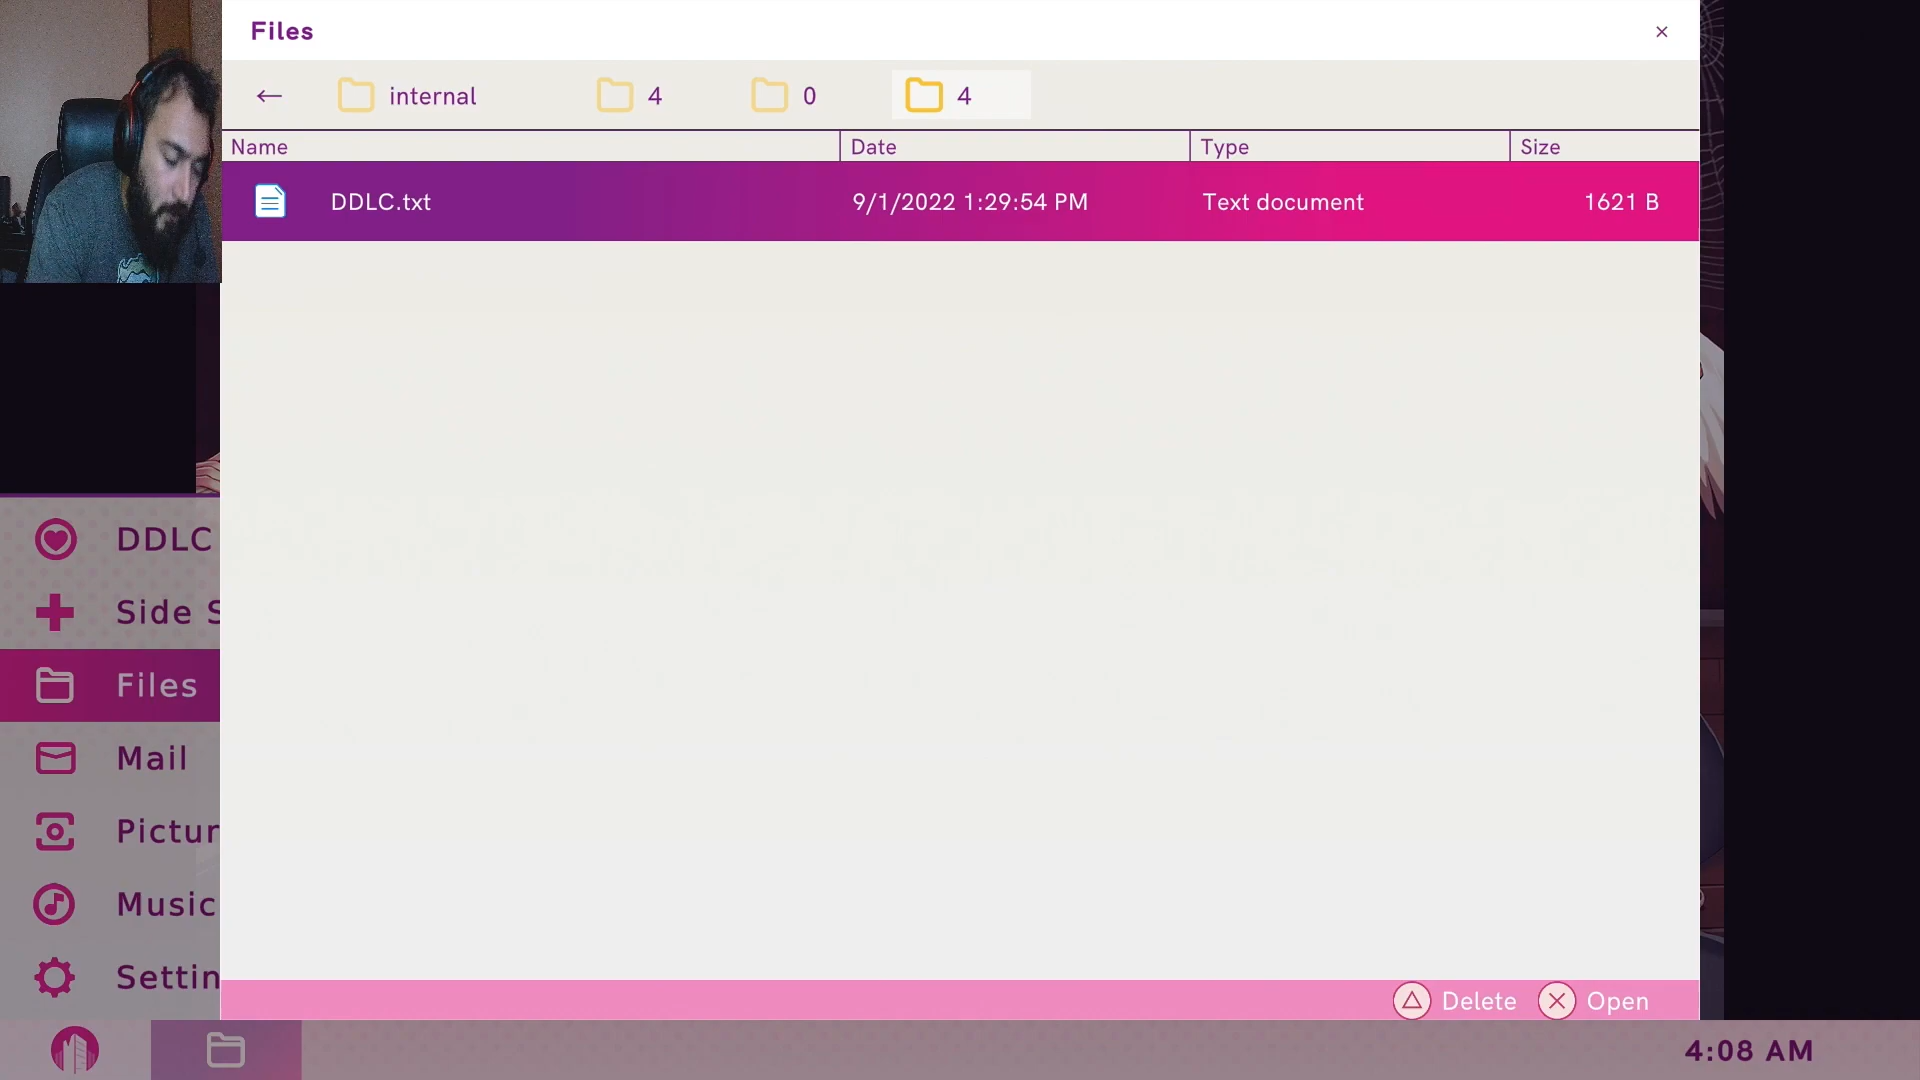 Files ×
← internal 4 0 4
Name Date Type Size
DDLC.txt 9/1/2022 1:29:54 PM Text document 1621 B
DDLC
Side S
Files
Mail
Pictur
Music
Settin
Delete Open
4:08 AM